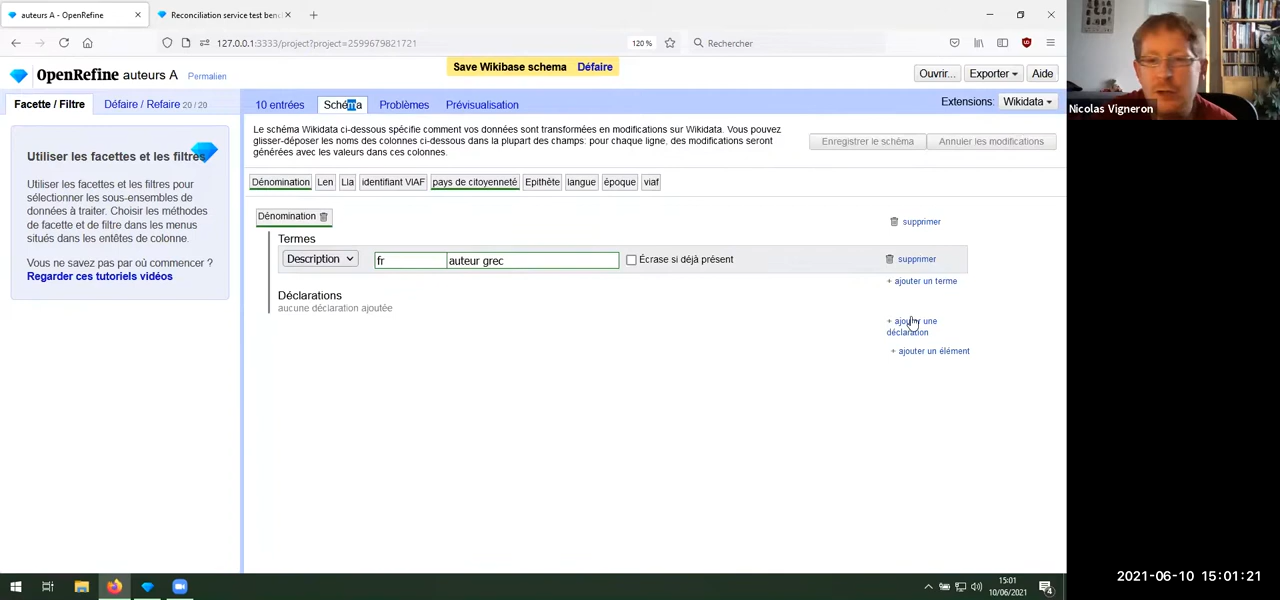 auteurs A - OpenRefine
Reconciliation service test benc
127.0.0.1:3333/project?project=2599679821721
120 %
Rechercher
OpenRefine auteurs A Permalien
Save Wikibase schema Défaire
Ouvrir...
Exporter
Aide
Facette / Filtre
Défaire / Refaire 20 / 20
10 entrées
Schéma
Problèmes
Prévisualisation
Extensions:
Wikidata
Utiliser les facettes et les filtres
Utiliser les facettes et les filtres pour
sélectionner les sous-ensembles de
données à traiter. Choisir les méthodes
de facette et de filtre dans les menus
situés dans les entêtes de colonne.
Vous ne savez pas par où commencer ?
Regarder ces tutoriels vidéos
Le schéma Wikidata ci-dessous spécifie comment vos données sont transformées en modifications sur Wikidata. Vous pouvez
glisser-déposer les noms des colonnes ci-dessous dans la plupart des champs: pour chaque ligne, des modifications seront
générées avec les valeurs dans ces colonnes.
Enregistrer le schéma
Annuler les modifications
Dénomination
Len
Lla
identifiant VIAF
pays de citoyenneté
Epithête
langue
époque
viaf
Dénomination
supprimer
Termes
Description
fr
auteur grec
Écrase si déjà présent
supprimer
+ ajouter un terme
Déclarations
aucune déclaration ajoutée
+ ajouter une
déclaration
+ ajouter un élément
Nicolas Vigneron
15:01
10/06/2021
4
2021-06-10 15:01:21